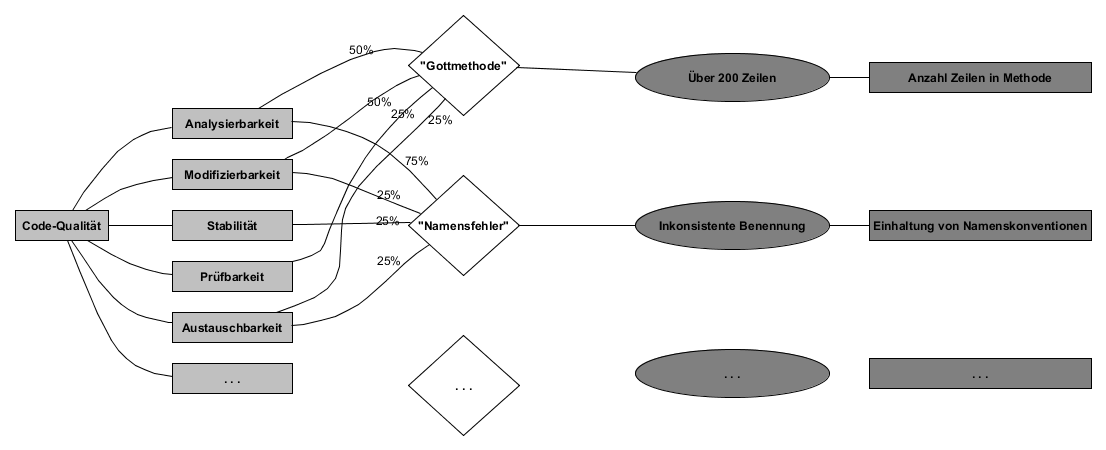 50%
"Gottmethode"
Über 200 Zeilen
Anzahl Zeilen in Methode
50%
25%
25%
Analysierbarkeit
75%
Modifizierbarkeit
25%
Code-Qualität
Stabilität
25%
"Namensfehler"
Inkonsistente Benennung
Einhaltung von Namenskonventionen
25%
Prüfbarkeit
Austauschbarkeit
. . .
. . .
. . .
. . .